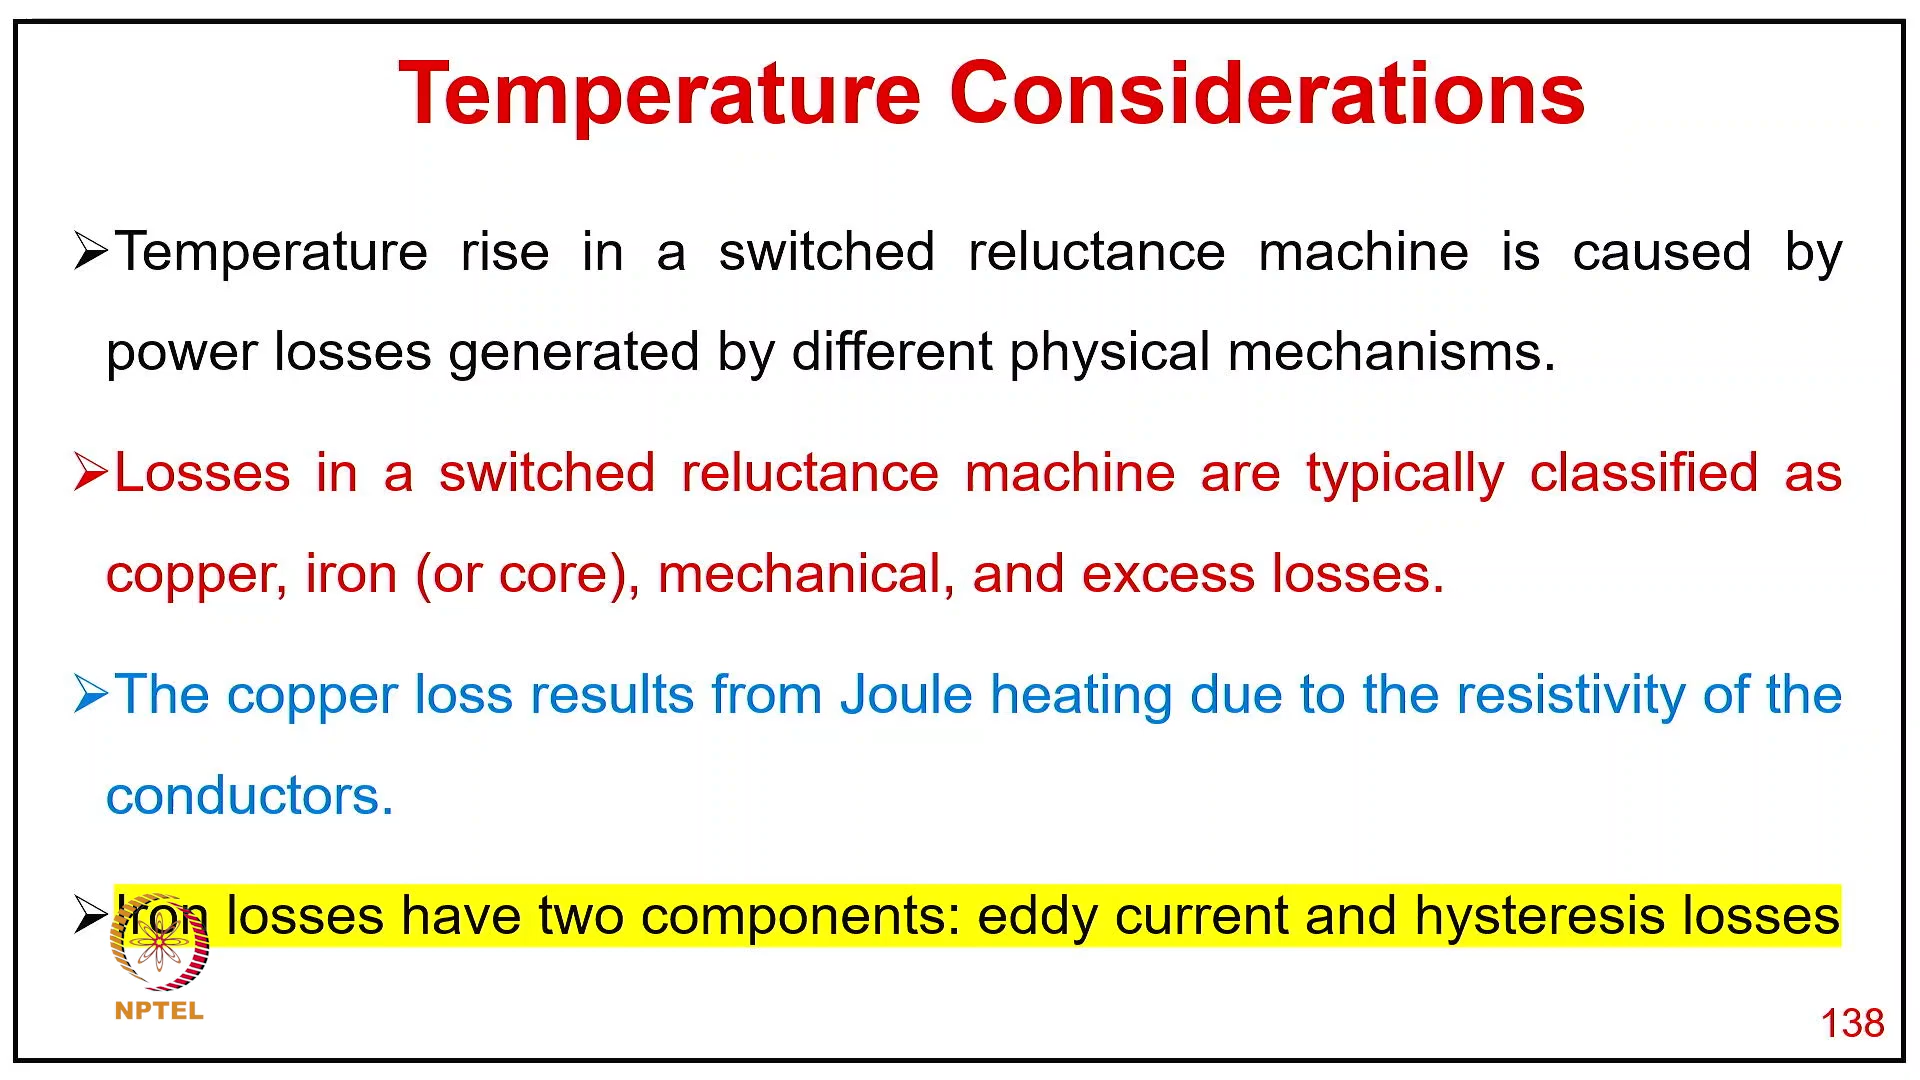 Temperature Considerations
➢Temperature rise in a switched reluctance machine is caused by
power losses generated by different physical mechanisms.
➢Losses in a switched reluctance machine are typically classified as
copper, iron (or core), mechanical, and excess losses.
➢The copper loss results from Joule heating due to the resistivity of the
conductors.
➢Iron losses have two components: eddy current and hysteresis losses
NPTEL
138